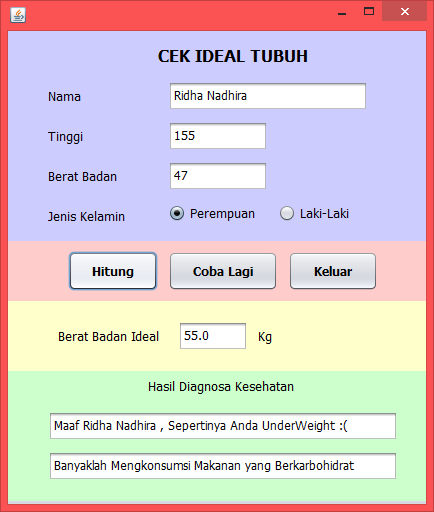 CEK IDEAL TUBUH
Nama Ridha Nadhira
Tinggi 155
Berat Badan 47
Jenis Kelamin Perempuan Laki-Laki
Hitung Coba Lagi Keluar
Berat Badan Ideal 55.0 Kg
Hasil Diagnosa Kesehatan
Maaf Ridha Nadhira , Sepertinya Anda UnderWeight :(
Banyaklah Mengkonsumsi Makanan yang Berkarbohidrat